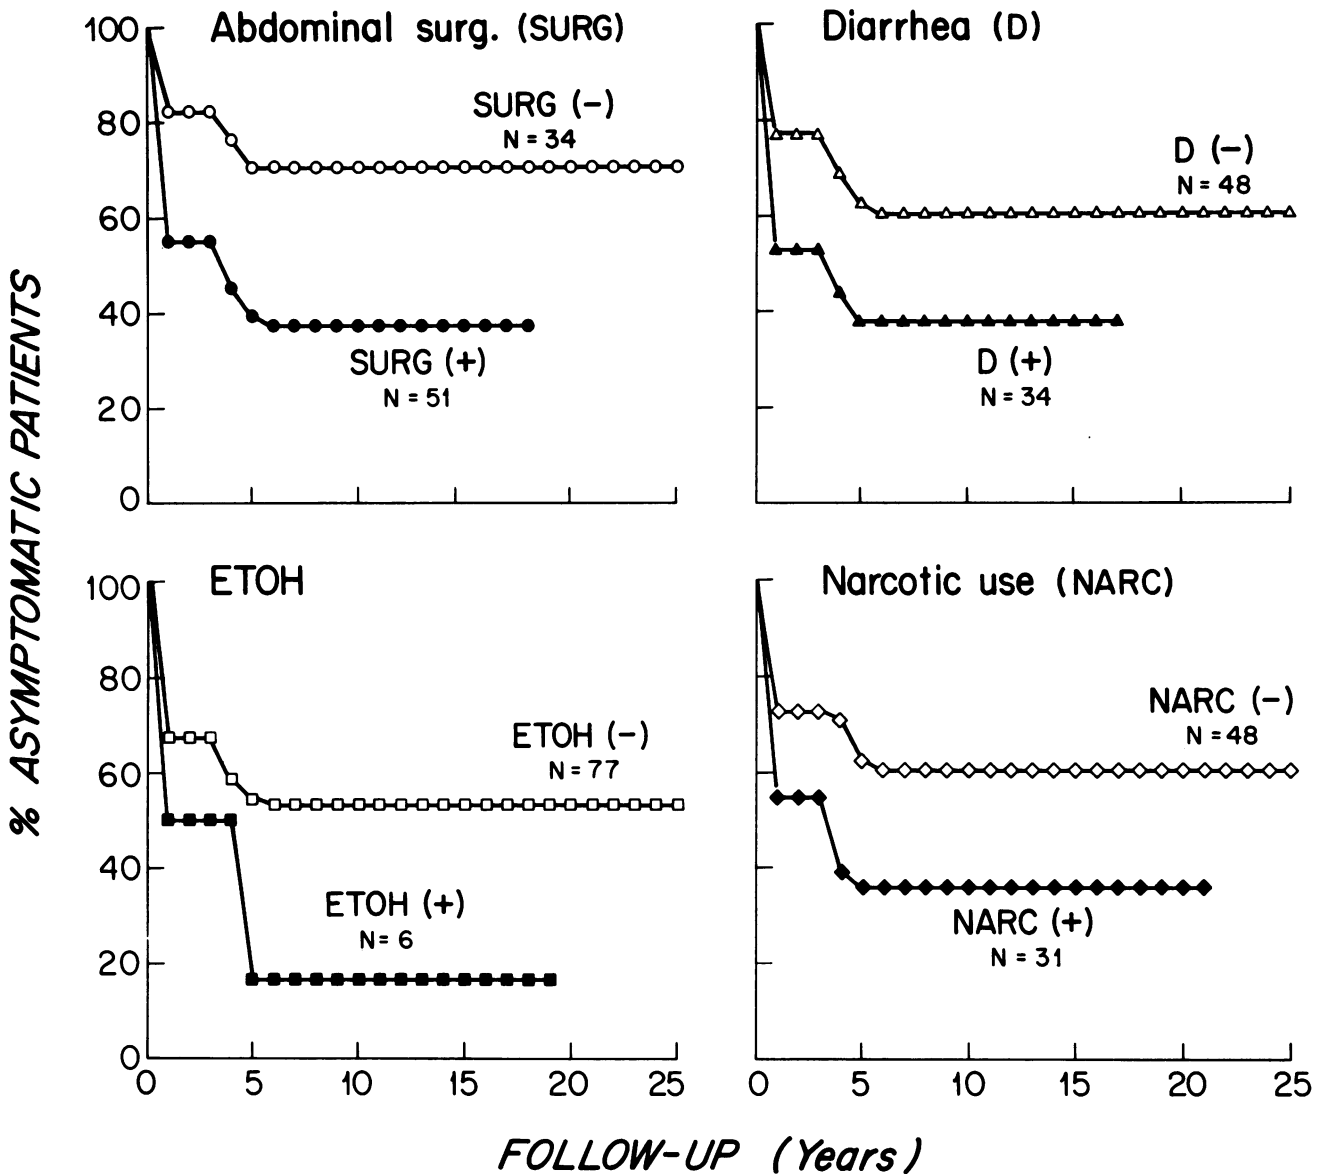 % ASYMPTOMATIC PATIENTS
Abdominal surg. (SURG)
100
80
60
40
20
0
SURG (-)
N = 34
SURG (+)
N = 51
Diarrhea (D)
D (-)
N = 48
D (+)
N = 34
ETOH
100
80
60
40
20
0
ETOH (-)
N = 77
ETOH (+)
N = 6
0 5 10 15 20 25
Narcotic use (NARC)
NARC (-)
N = 48
NARC (+)
N = 31
0 5 10 15 20 25
FOLLOW-UP (Years)